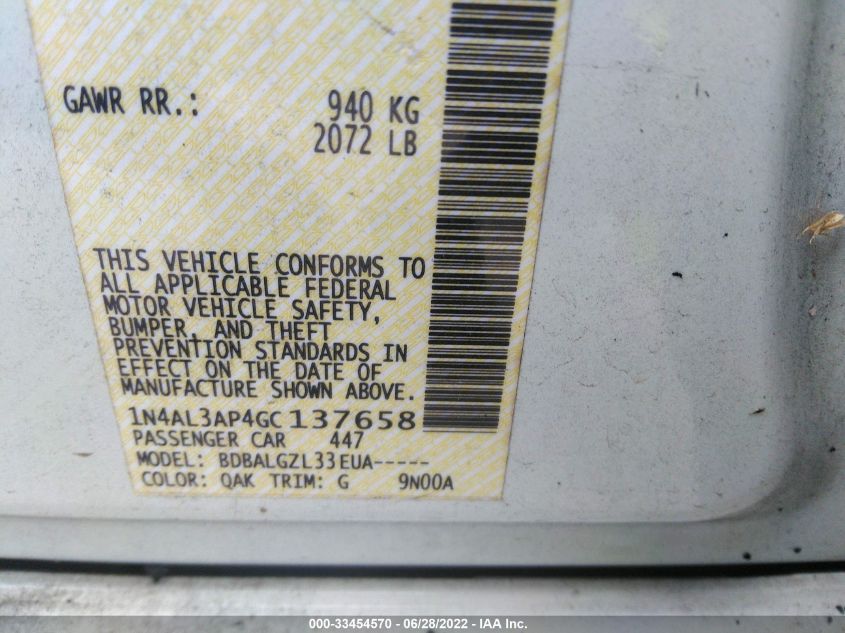 GAWR RR.: 940 KG
2072 LB
THIS VEHICLE CONFORMS TO
ALL APPLICABLE FEDERAL
MOTOR VEHICLE SAFETY,
BUMPER, AND THEFT
PREVENTION STANDARDS IN
EFFECT ON THE DATE OF
MANUFACTURE SHOWN ABOVE.
1N4AL3AP4GC137658
PASSENGER CAR 447
MODEL: BDBALGZL33EUA-----
COLOR: QAK TRIM: G 9N00A
000-33454570 - 06/28/2022 - IAA Inc.